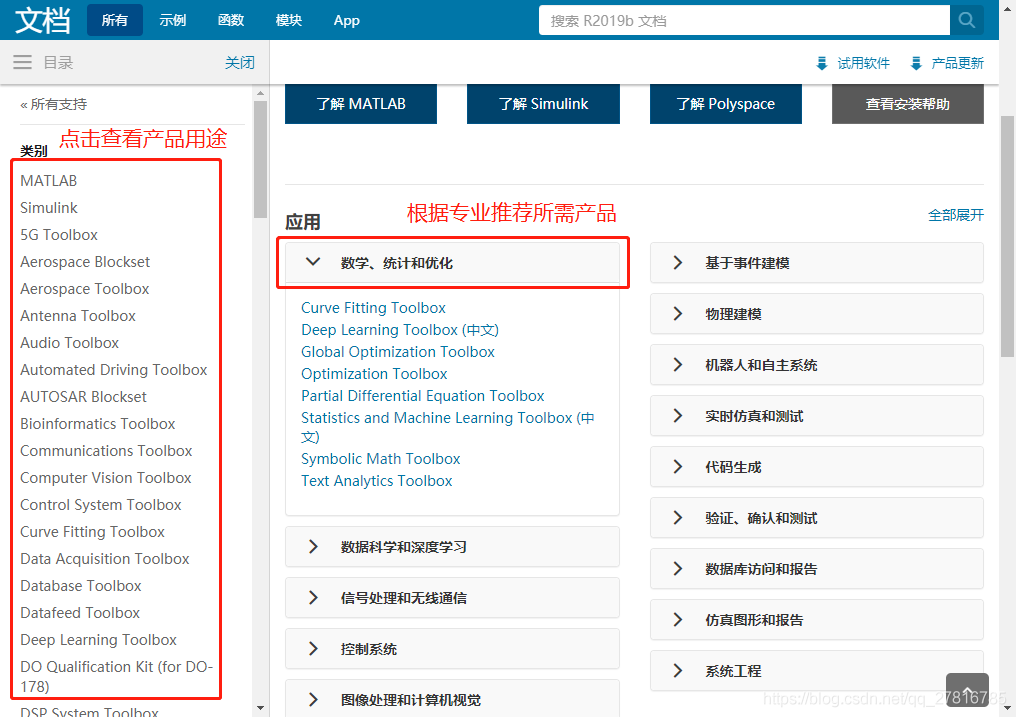 文档
所有
示例
函数
模块
App
搜索 R2019b 文档
目录
关闭
试用软件
产品更新
« 所有支持
点击查看产品用途
类别
MATLAB
Simulink
5G Toolbox
Aerospace Blockset
Aerospace Toolbox
Antenna Toolbox
Audio Toolbox
Automated Driving Toolbox
AUTOSAR Blockset
Bioinformatics Toolbox
Communications Toolbox
Computer Vision Toolbox
Control System Toolbox
Curve Fitting Toolbox
Data Acquisition Toolbox
Database Toolbox
Datafeed Toolbox
Deep Learning Toolbox
DO Qualification Kit (for DO-
178)
DSP System Toolbox
了解 MATLAB
了解 Simulink
了解 Polyspace
查看安装帮助
应用
根据专业推荐所需产品
全部展开
数学、统计和优化
Curve Fitting Toolbox
Deep Learning Toolbox (中文)
Global Optimization Toolbox
Optimization Toolbox
Partial Differential Equation Toolbox
Statistics and Machine Learning Toolbox (中
文)
Symbolic Math Toolbox
Text Analytics Toolbox
数据科学和深度学习
信号处理和无线通信
控制系统
图像处理和计算机视觉
基于事件建模
物理建模
机器人和自主系统
实时仿真和测试
代码生成
验证、确认和测试
数据库访问和报告
仿真图形和报告
系统工程
https://blog.csdn.net/qq_27816785